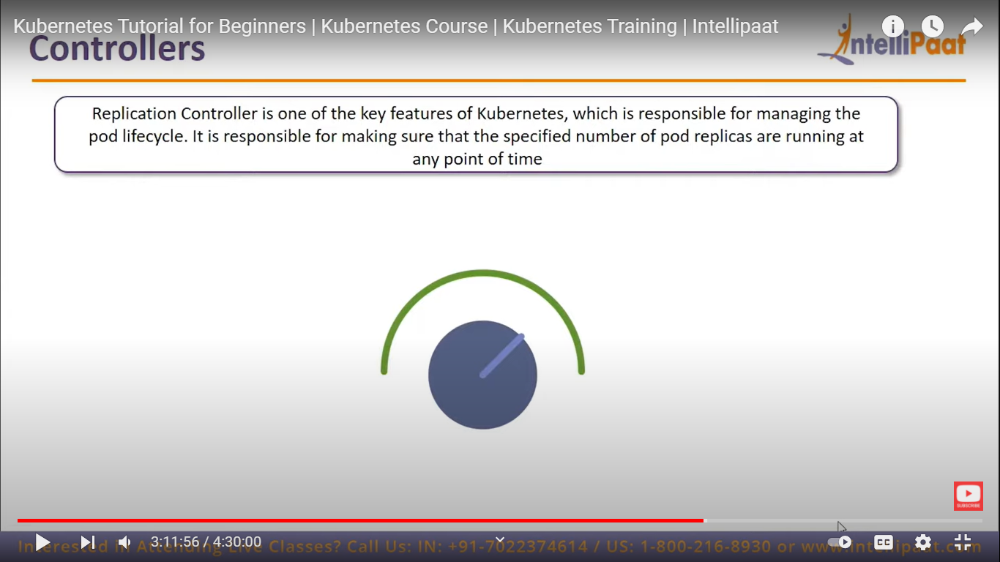 Kubernetes Tutorial for Beginners | Kubernetes Course | Kubernetes Training | Intellipaat
Controllers
IntelliPaat
Replication Controller is one of the key features of Kubernetes, which is responsible for managing the
pod lifecycle. It is responsible for making sure that the specified number of pod replicas are running at
any point of time
SUBSCRIBE
3:11:56 / 4:30:00
CC
Interested in Attending Live Classes? Call Us: IN: +91-7022374614 / US: 1-800-216-8930 or www.intellipaat.com